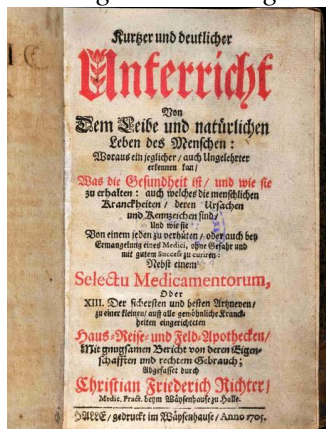 Kurtzer und deutlicher
Unterricht
Von
Dem Leibe und natürlichen
Leben des Menschen:
Woraus ein jeglicher / auch Ungelehrter
erkennen kan /
Was die Gesundheit ist / und wie sie
zu erhalten: auch welches die menschlichen
Kranckheiten / deren Ursachen
und Kennzeichen sind /
Und wie sie
Von einem jeden zu verhüten / oder auch bey
Ermangelung eines Medici, ohne Gefahr und
mit gutem Success zu curiren:
Nebst einem
Selectu Medicamentorum,
Oder
XIII. Der sichersten und besten Artzneyen /
zu einer kleinen / auff alle gewöhnliche Kranck-
heiten eingerichteten
Haus-Reise- und Feld-Apothecken /
Mit gnugsamen Bericht von deren Eigen-
schafften und rechtem Gebrauch;
Abgefasset durch
Christian Friederich Richter /
Medic. Pract. beym Wäysenhause zu Halle.
HALLE / gedruckt im Wäysenhause / Anno 1705.